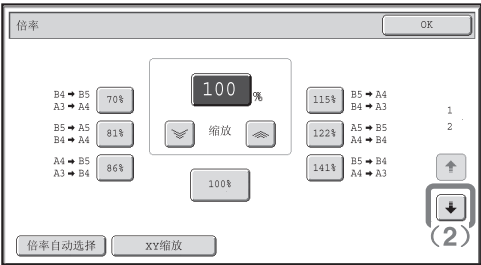 倍率
OK
B4 ➡ B5
A3 ➡ A4
70%
100 %
115%
B5 ➡ A4
B4 ➡ A3
B5 ➡ A5
B4 ➡ A4
81%
缩放
122%
A5 ➡ B5
A4 ➡ B4
A4 ➡ B5
A3 ➡ B4
86%
100%
141%
B5 ➡ B4
A4 ➡ A3
1
2
(2)
倍率自动选择
XY缩放